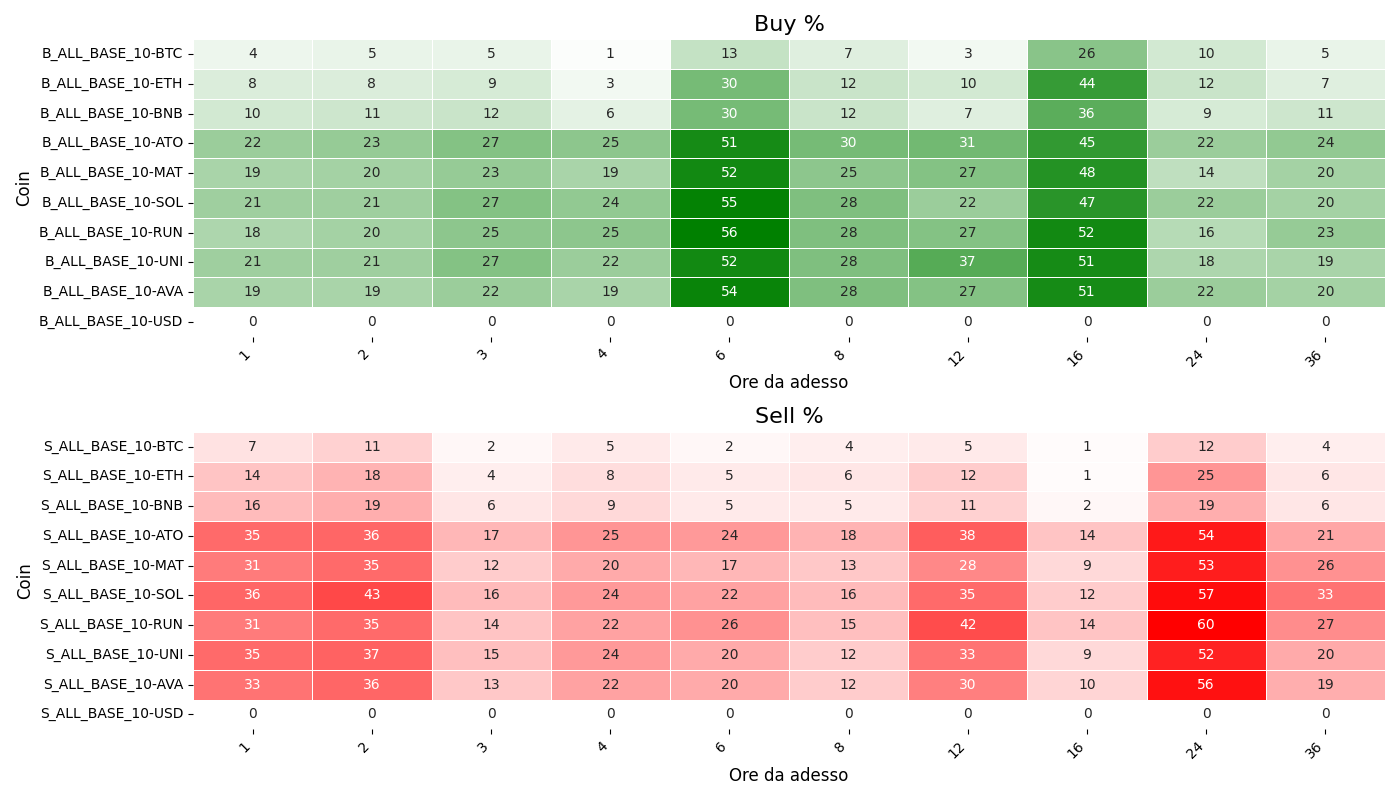 Buy %
Coin
B_ALL_BASE_10-BTC 4 5 5 1 13 7 3 26 10 5
B_ALL_BASE_10-ETH 8 8 9 3 30 12 10 44 12 7
B_ALL_BASE_10-BNB 10 11 12 6 30 12 7 36 9 11
B_ALL_BASE_10-ATO 22 23 27 25 51 30 31 45 22 24
B_ALL_BASE_10-MAT 19 20 23 19 52 25 27 48 14 20
B_ALL_BASE_10-SOL 21 21 27 24 55 28 22 47 22 20
B_ALL_BASE_10-RUN 18 20 25 25 56 28 27 52 16 23
B_ALL_BASE_10-UNI 21 21 27 22 52 28 37 51 18 19
B_ALL_BASE_10-AVA 19 19 22 19 54 28 27 51 22 20
B_ALL_BASE_10-USD 0 0 0 0 0 0 0 0 0 0
1 2 3 4 6 8 12 16 24 36
Ore da adesso
Sell %
Coin
S_ALL_BASE_10-BTC 7 11 2 5 2 4 5 1 12 4
S_ALL_BASE_10-ETH 14 18 4 8 5 6 12 1 25 6
S_ALL_BASE_10-BNB 16 19 6 9 5 5 11 2 19 6
S_ALL_BASE_10-ATO 35 36 17 25 24 18 38 14 54 21
S_ALL_BASE_10-MAT 31 35 12 20 17 13 28 9 53 26
S_ALL_BASE_10-SOL 36 43 16 24 22 16 35 12 57 33
S_ALL_BASE_10-RUN 31 35 14 22 26 15 42 14 60 27
S_ALL_BASE_10-UNI 35 37 15 24 20 12 33 9 52 20
S_ALL_BASE_10-AVA 33 36 13 22 20 12 30 10 56 19
S_ALL_BASE_10-USD 0 0 0 0 0 0 0 0 0 0
1 2 3 4 6 8 12 16 24 36
Ore da adesso